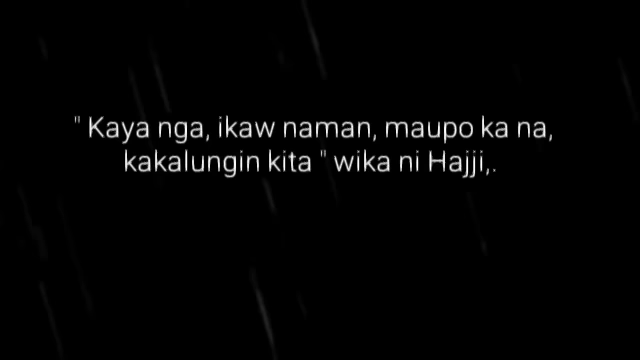 " Kaya nga, ikaw naman, maupo ka na,
kakalungin kita " wika ni Hajji,.